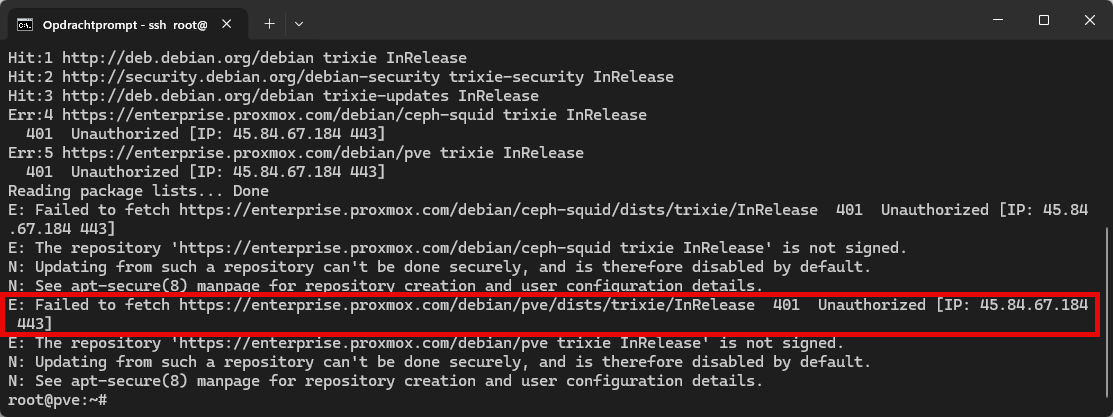 Opdrachtprompt - ssh root@
Hit:1 http://deb.debian.org/debian trixie InRelease
Hit:2 http://security.debian.org/debian-security trixie-security InRelease
Hit:3 http://deb.debian.org/debian trixie-updates InRelease
Err:4 https://enterprise.proxmox.com/debian/ceph-squid trixie InRelease
  401  Unauthorized [IP: 45.84.67.184 443]
Err:5 https://enterprise.proxmox.com/debian/pve trixie InRelease
  401  Unauthorized [IP: 45.84.67.184 443]
Reading package lists... Done
E: Failed to fetch https://enterprise.proxmox.com/debian/ceph-squid/dists/trixie/InRelease  401  Unauthorized [IP: 45.84
.67.184 443]
E: The repository 'https://enterprise.proxmox.com/debian/ceph-squid trixie InRelease' is not signed.
N: Updating from such a repository can't be done securely, and is therefore disabled by default.
N: See apt-secure(8) manpage for repository creation and user configuration details.
E: Failed to fetch https://enterprise.proxmox.com/debian/pve/dists/trixie/InRelease  401  Unauthorized [IP: 45.84.67.184
 443]
E: The repository 'https://enterprise.proxmox.com/debian/pve trixie InRelease' is not signed.
N: Updating from such a repository can't be done securely, and is therefore disabled by default.
N: See apt-secure(8) manpage for repository creation and user configuration details.
root@pve:~#